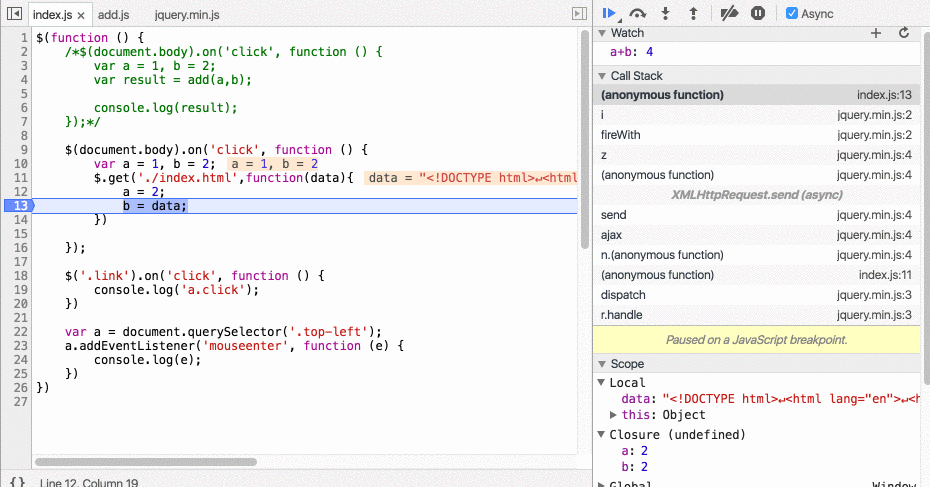 index.js × add.js jquery.min.js
1 $(function () {
2 /*$(document.body).on('click', function () {
3 var a = 1, b = 2;
4 var result = add(a,b);
5
6 console.log(result);
7 });*/
8
9 $(document.body).on('click', function () {
10 var a = 1, b = 2; a = 1, b = 2
11 $.get('./index.html',function(data){ data = "<!DOCTYPE html>↵<html
12 a = 2;
13 b = data;
14 })
15
16 });
17
18 $('.link').on('click', function () {
19 console.log('a.click');
20 })
21
22 var a = document.querySelector('.top-left');
23 a.addEventListener('mouseenter', function (e) {
24 console.log(e);
25 })
26 })
27
{} Line 12, Column 19
Async
Watch
a+b: 4
Call Stack
(anonymous function) index.js:13
i jquery.min.js:2
fireWith jquery.min.js:2
z jquery.min.js:4
(anonymous function) jquery.min.js:4
XMLHttpRequest.send (async)
send jquery.min.js:4
ajax jquery.min.js:4
n.(anonymous function) jquery.min.js:4
(anonymous function) index.js:11
dispatch jquery.min.js:3
r.handle jquery.min.js:3
Paused on a JavaScript breakpoint.
Scope
Local
data: "<!DOCTYPE html>↵<html lang="en">↵<h
this: Object
Closure (undefined)
a: 2
b: 2
Global Window